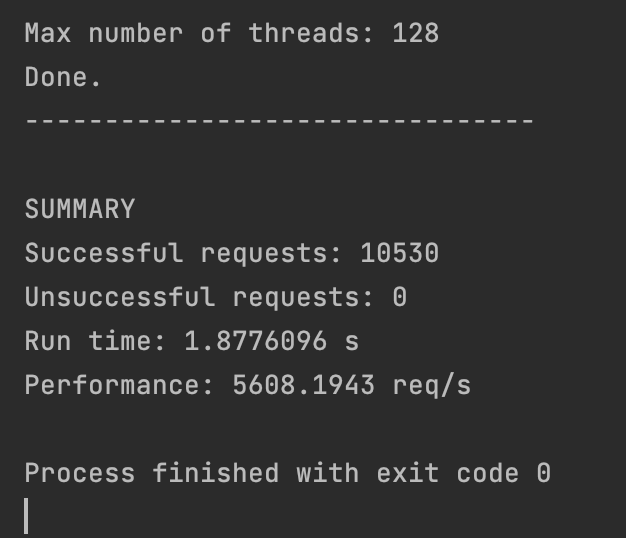 Max number of threads: 128
Done.
--------------------------------
SUMMARY
Successful requests: 10530
Unsuccessful requests: 0
Run time: 1.8776096 s
Performance: 5608.1943 req/s
Process finished with exit code 0